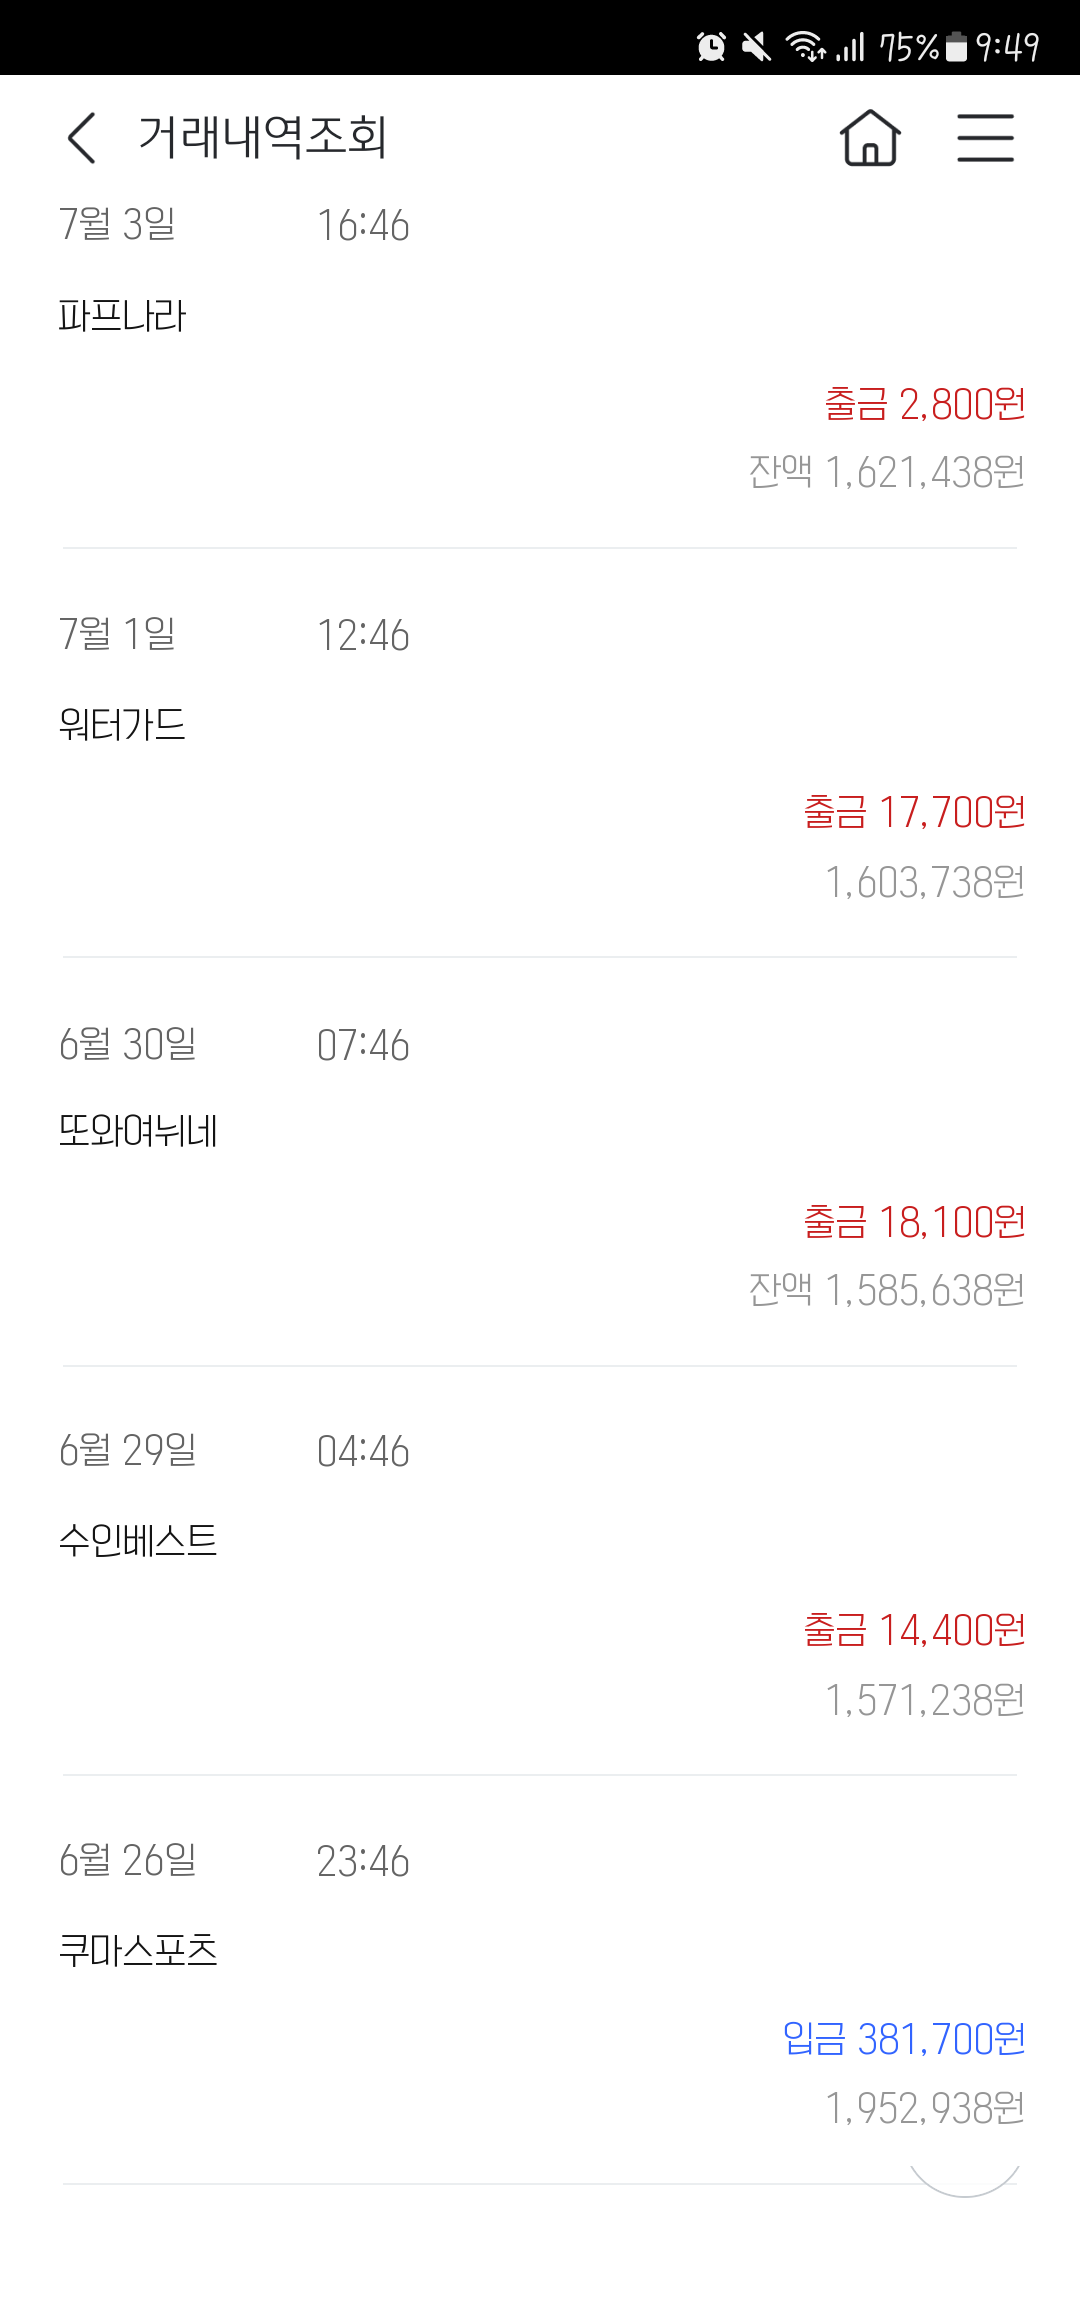 75% 9:49
거래내역조회
7월 3일 16:46
파프나라
출금 2,800원
잔액 1,621,438원
7월 1일 12:46
워터가드
출금 17,700원
1,603,738원
6월 30일 07:46
또와여뉘네
출금 18,100원
잔액 1,585,638원
6월 29일 04:46
수인베스트
출금 14,400원
1,571,238원
6월 26일 23:46
쿠마스포츠
입금 381,700원
1,952,938원